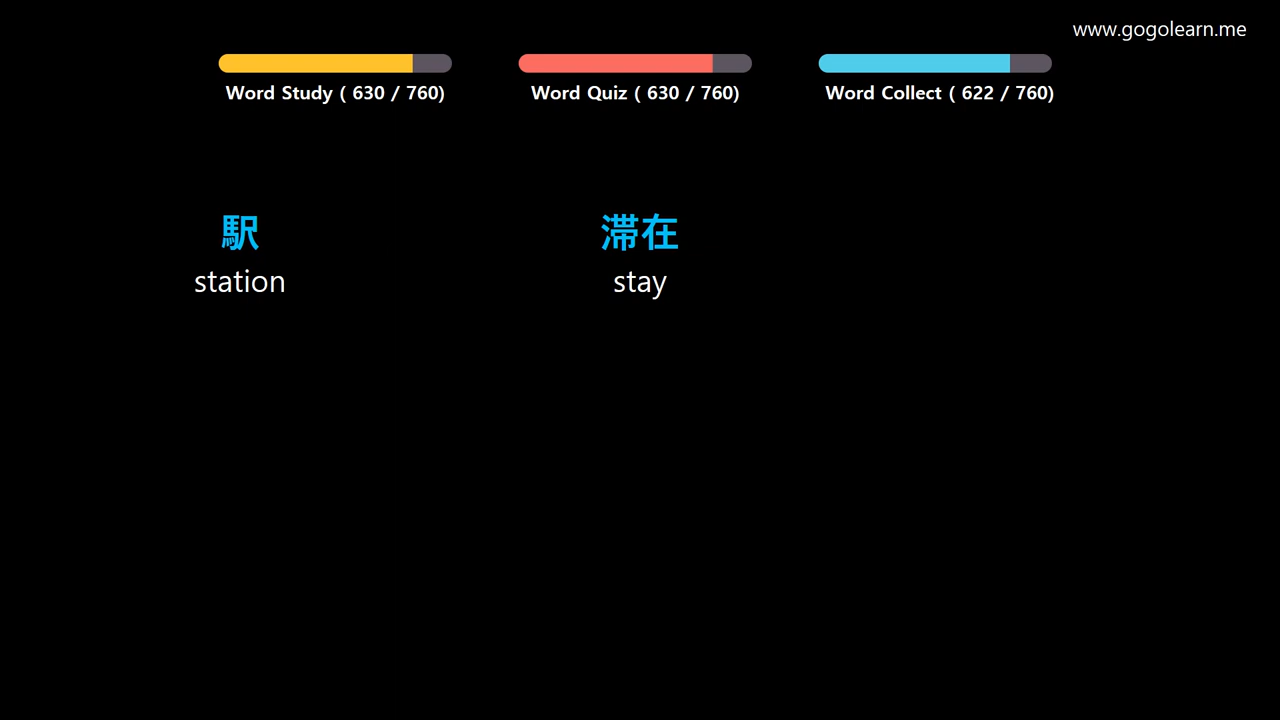 www.gogolearn.me
Word Study ( 630 / 760)
Word Quiz ( 630 / 760)
Word Collect ( 622 / 760)
駅
station
滞在
stay